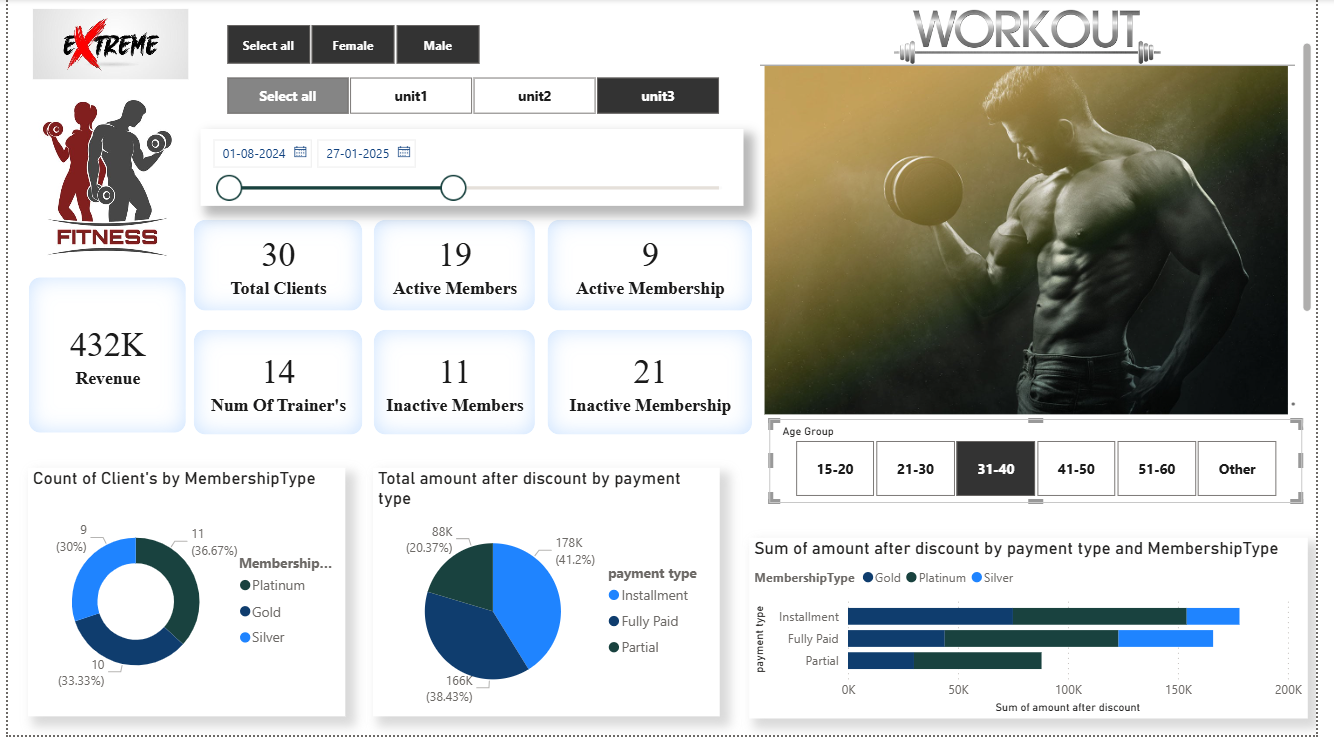 EXTREME
Select all
Female
Male
Select all
unit1
unit2
unit3
WORKOUT
01-08-2024
27-01-2025
FITNESS
30
Total Clients
19
Active Members
9
Active Membership
432K
Revenue
14
Num Of Trainer's
11
Inactive Members
21
Inactive Membership
Age Group
15-20
21-30
31-40
41-50
51-60
Other
Count of Client's by MembershipType
9
(30%)
11
(36.67%)
10
(33.33%)
Membership...
Platinum
Gold
Silver
Total amount after discount by payment
type
88K
(20.37%)
178K
(41.2%)
166K
(38.43%)
payment type
Installment
Fully Paid
Partial
Sum of amount after discount by payment type and MembershipType
MembershipType Gold Platinum Silver
payment type
Installment
Fully Paid
Partial
0K 50K 100K 150K 200K
Sum of amount after discount